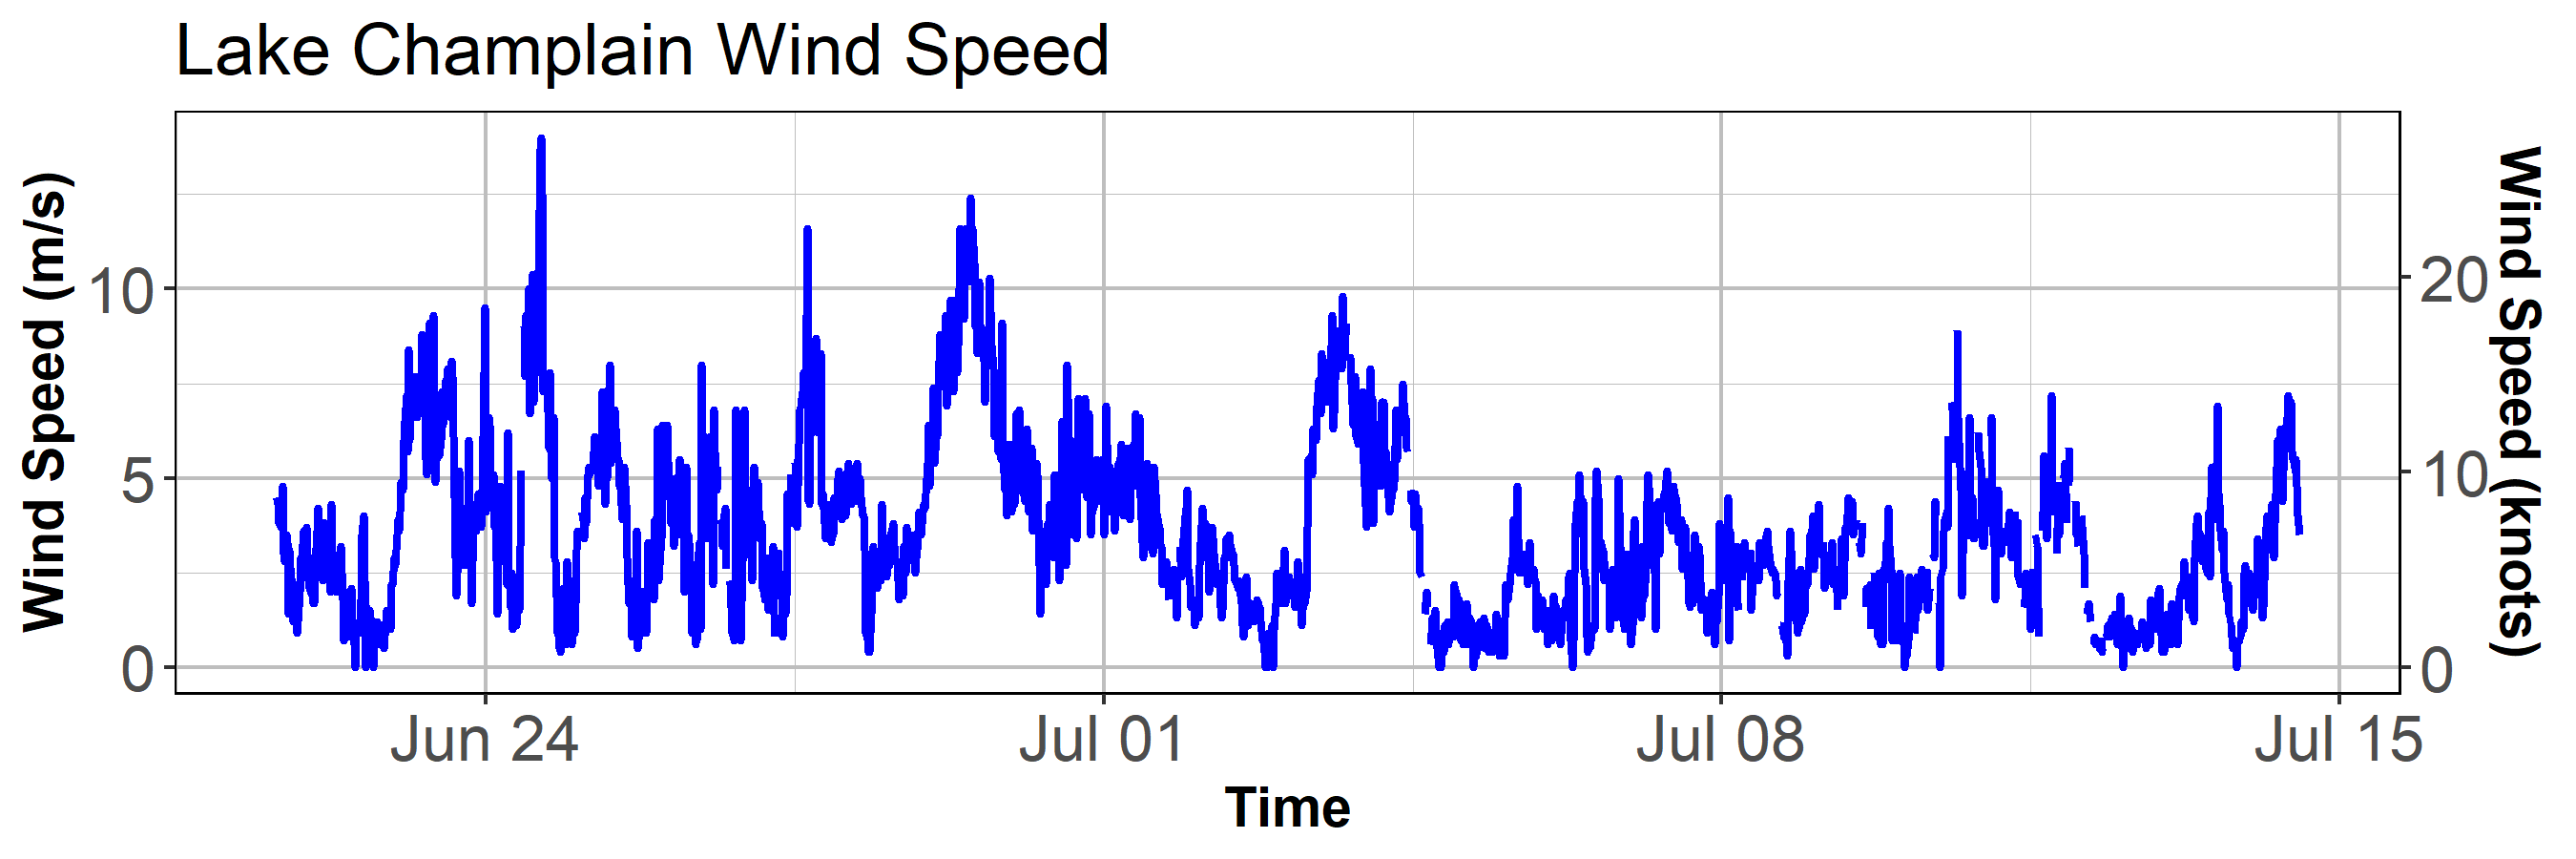 Lake Champlain Wind Speed
Wind Speed (m/s)
10
5
0
20
10
0
Wind Speed (knots)
Jun 24
Jul 01
Jul 08
Jul 15
Time